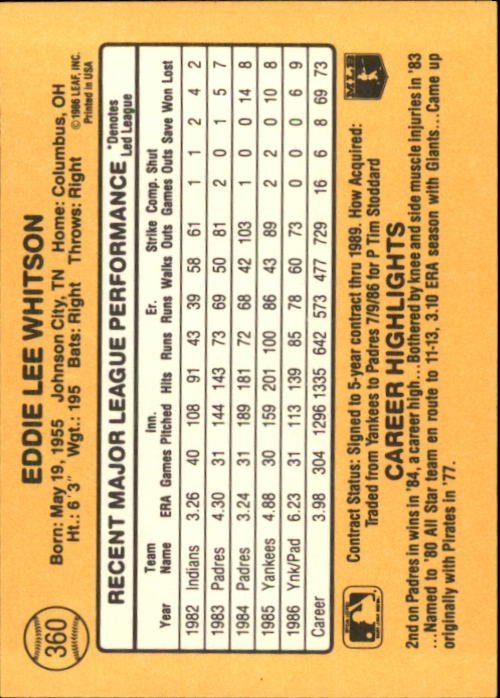 360
EDDIE LEE WHITSON
Born: May 19, 1955 Johnson City, TN Home: Columbus, OH
Ht.: 6'3" Wgt.: 195 Bats: Right Throws: Right
©1986 LEAF, INC.
Printed in USA
RECENT MAJOR LEAGUE PERFORMANCE *Denotes Led League
Year Team Name ERA Games Inn. Pitched Hits Runs Er. Runs Walks Strike Outs Comp. Games Shut Outs Save Won Lost
1982 Indians 3.26 40 108 91 43 39 58 61 1 1 2 4 2
1983 Padres 4.30 31 144 143 73 69 50 81 2 0 1 5 7
1984 Padres 3.24 31 189 181 72 68 42 103 1 0 0 14 8
1985 Yankees 4.88 30 159 201 100 86 43 89 2 2 0 10 8
1986 Ynk/Pad 6.23 31 113 139 85 78 60 73 0 0 0 6 9
Career 3.98 304 1296 1335 642 573 477 729 16 6 8 69 73
Contract Status: Signed to 5-year contract thru 1989. How Acquired:
Traded from Yankees to Padres 7/9/86 for P Tim Stoddard
MLB
CAREER HIGHLIGHTS
2nd on Padres in wins in '84, a career high...Bothered by knee and side muscle injuries in '83
...Named to '80 All Star team en route to 11-13, 3.10 ERA season with Giants...Came up
originally with Pirates in '77.